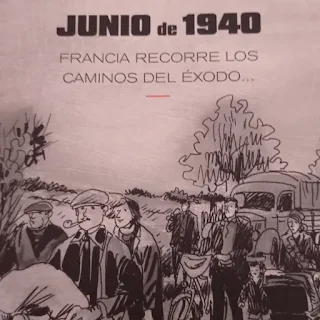 JUNIO de 1940
FRANCIA RECORRE LOS
CAMINOS DEL ÉXODO...